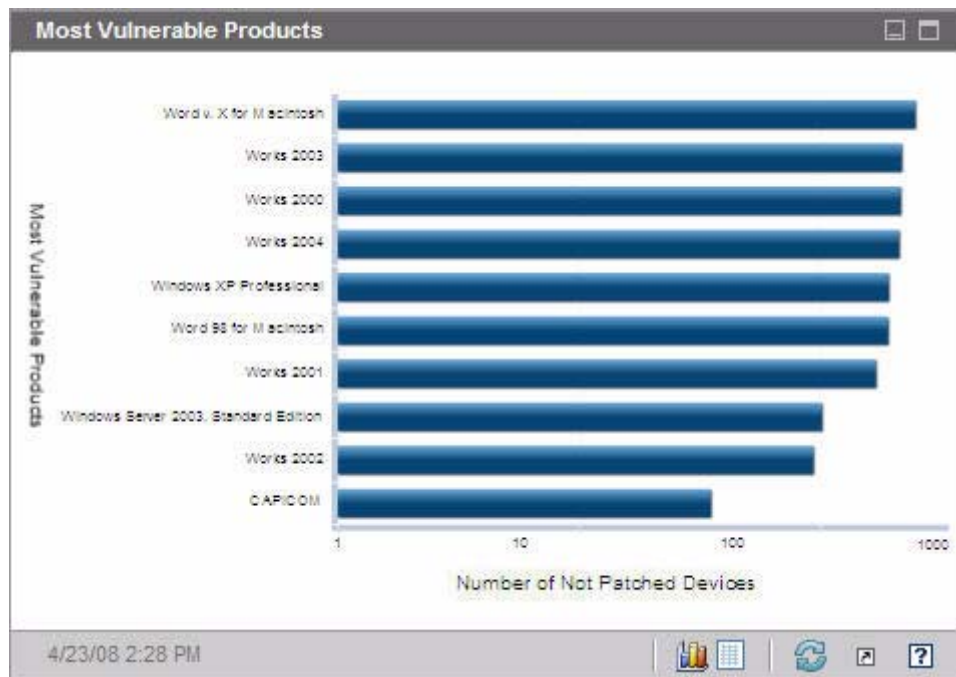 Most Vulnerable Products
Most Vulnerable Products
Word v. X for Macintosh
Works 2003
Works 2000
Works 2004
Windows XP Professional
Word 98 for Macintosh
Works 2001
Windows Server 2003, Standard Edition
Works 2002
CAPICOM
1
10
100
1000
Number of Not Patched Devices
4/23/08 2:28 PM
?